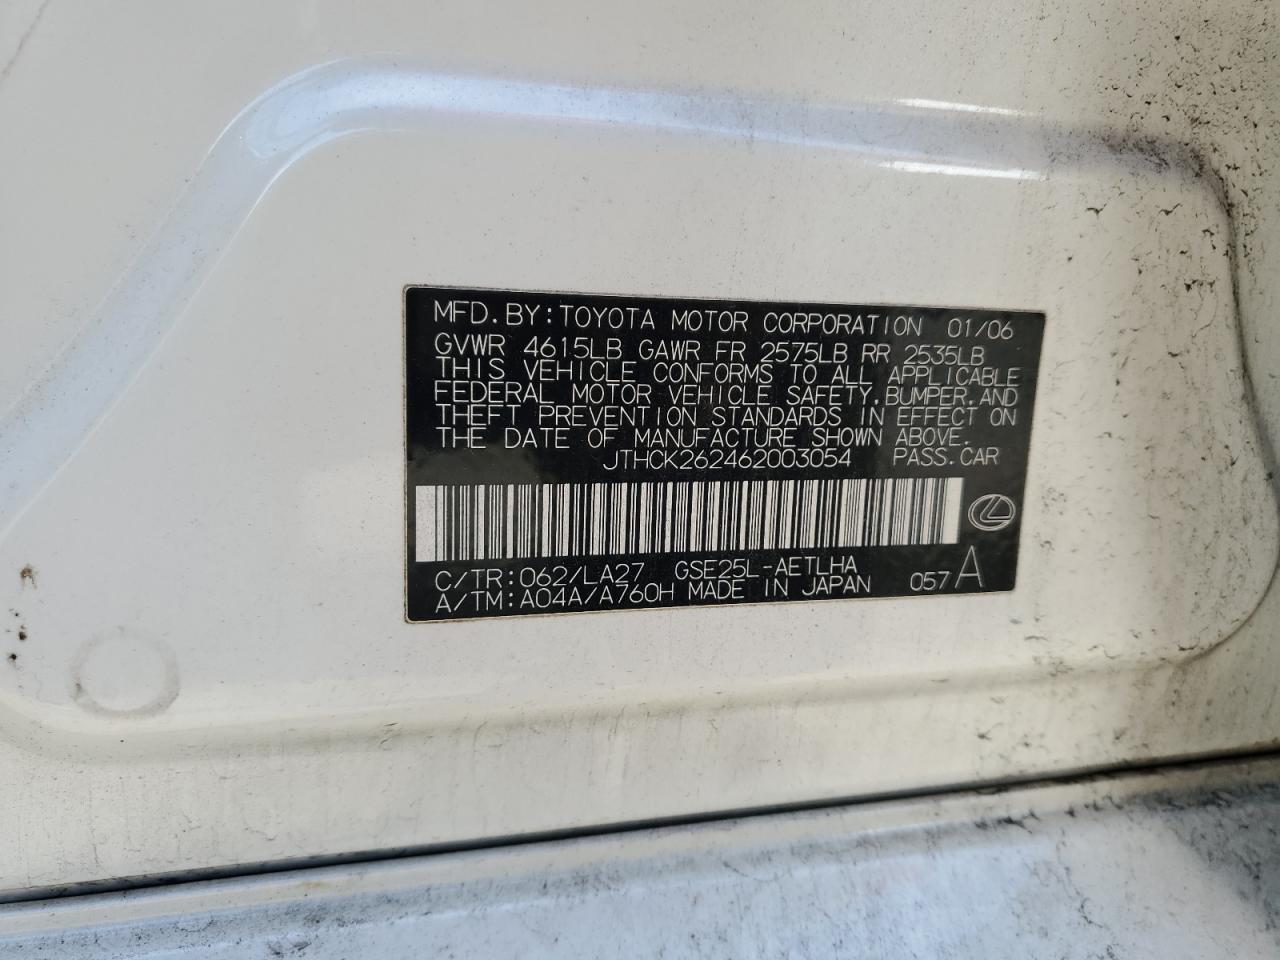 MFD.BY:TOYOTA MOTOR CORPORATION 01/06
GVWR 4615LB GAWR FR 2575LB RR 2535LB
THIS VEHICLE CONFORMS TO ALL APPLICABLE
FEDERAL MOTOR VEHICLE SAFETY,BUMPER,AND
THEFT PREVENTION STANDARDS IN EFFECT ON
THE DATE OF MANUFACTURE SHOWN ABOVE.
JTHCK262462003054 PASS.CAR
C/TR:062/LA27 GSE25L-AETLHA
A/TM:A04A/A760H MADE IN JAPAN 057A